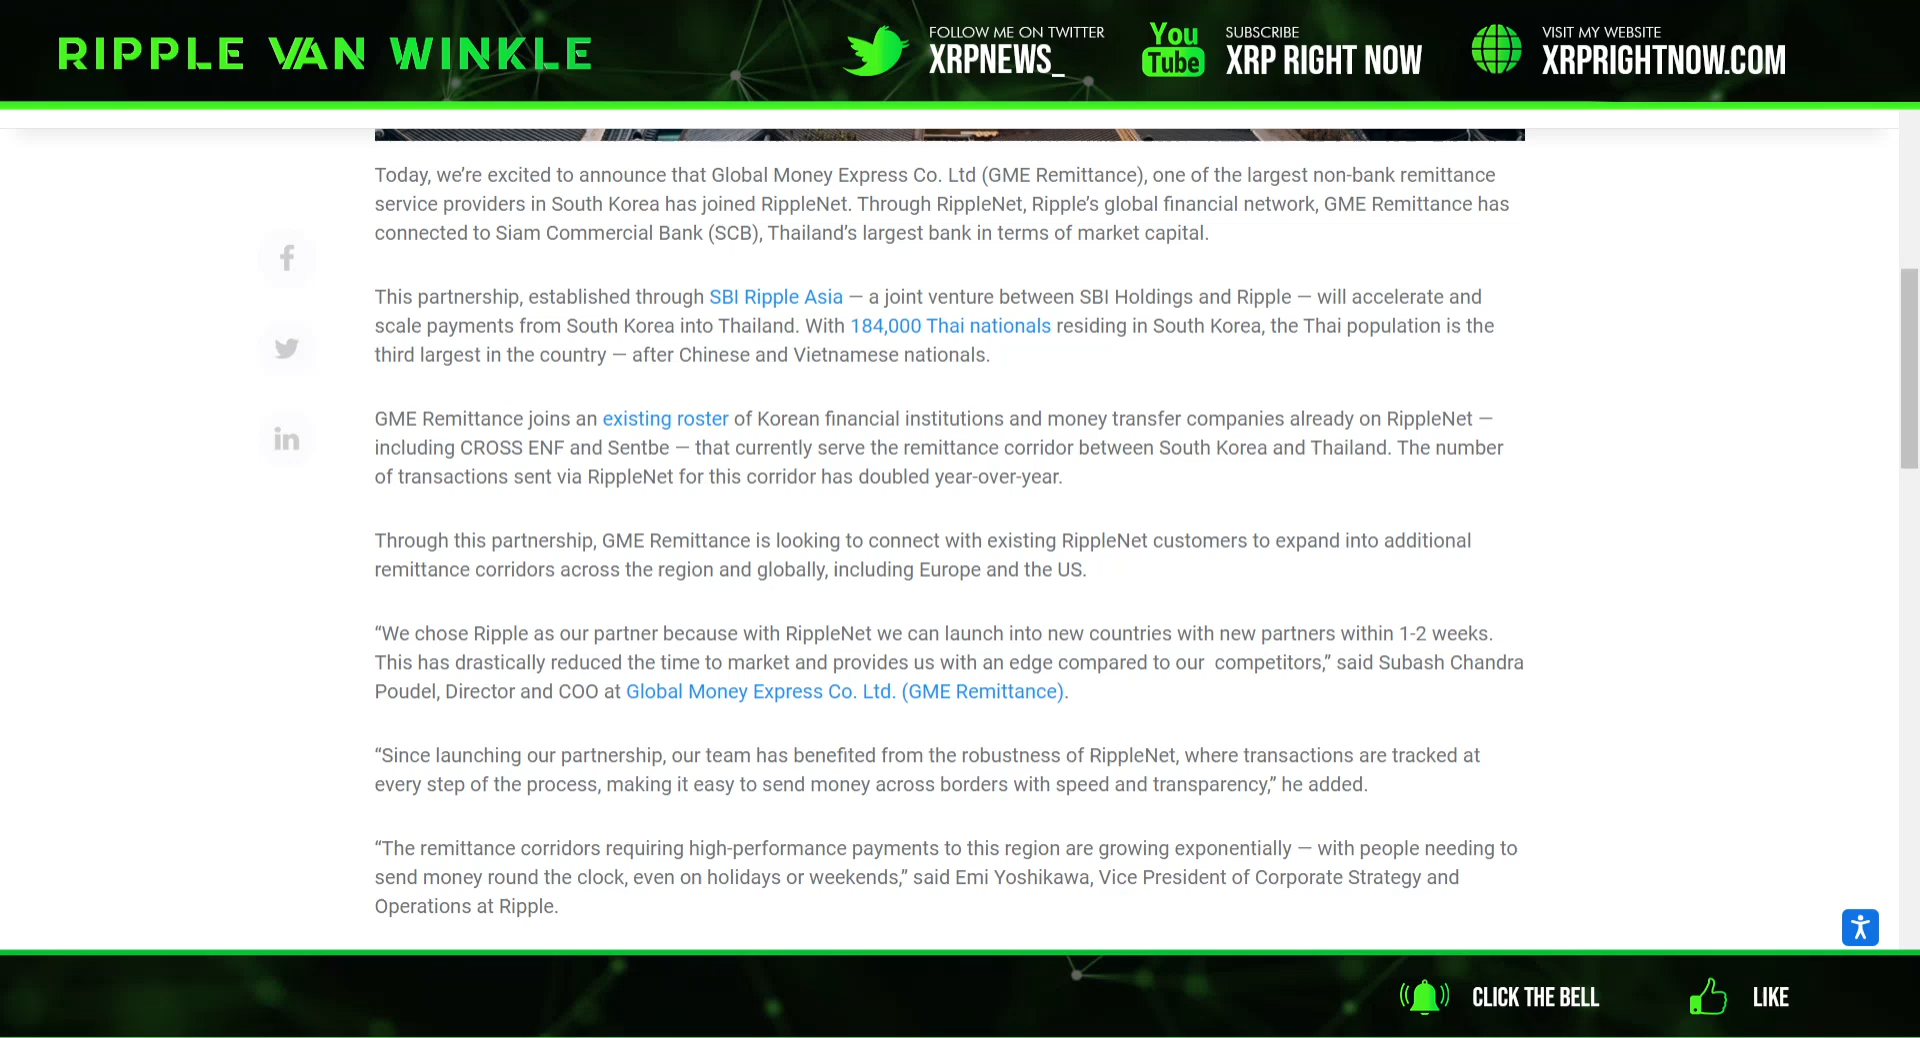 RIPPLE VAN WINKLE
FOLLOW ME ON TWITTER
XRPNEWS_
You
Tube
SUBSCRIBE
XRP RIGHT NOW
VISIT MY WEBSITE
XRPRIGHTNOW.COM
Today, we’re excited to announce that Global Money Express Co. Ltd (GME Remittance), one of the largest non-bank remittance
service providers in South Korea has joined RippleNet. Through RippleNet, Ripple’s global financial network, GME Remittance has
connected to Siam Commercial Bank (SCB), Thailand’s largest bank in terms of market capital.
This partnership, established through SBI Ripple Asia — a joint venture between SBI Holdings and Ripple — will accelerate and
scale payments from South Korea into Thailand. With 184,000 Thai nationals residing in South Korea, the Thai population is the
third largest in the country — after Chinese and Vietnamese nationals.
GME Remittance joins an existing roster of Korean financial institutions and money transfer companies already on RippleNet —
including CROSS ENF and Sentbe — that currently serve the remittance corridor between South Korea and Thailand. The number
of transactions sent via RippleNet for this corridor has doubled year-over-year.
Through this partnership, GME Remittance is looking to connect with existing RippleNet customers to expand into additional
remittance corridors across the region and globally, including Europe and the US.
“We chose Ripple as our partner because with RippleNet we can launch into new countries with new partners within 1-2 weeks.
This has drastically reduced the time to market and provides us with an edge compared to our  competitors,” said Subash Chandra
Poudel, Director and COO at Global Money Express Co. Ltd. (GME Remittance).
“Since launching our partnership, our team has benefited from the robustness of RippleNet, where transactions are tracked at
every step of the process, making it easy to send money across borders with speed and transparency,” he added.
“The remittance corridors requiring high-performance payments to this region are growing exponentially — with people needing to
send money round the clock, even on holidays or weekends,” said Emi Yoshikawa, Vice President of Corporate Strategy and
Operations at Ripple.
CLICK THE BELL
LIKE